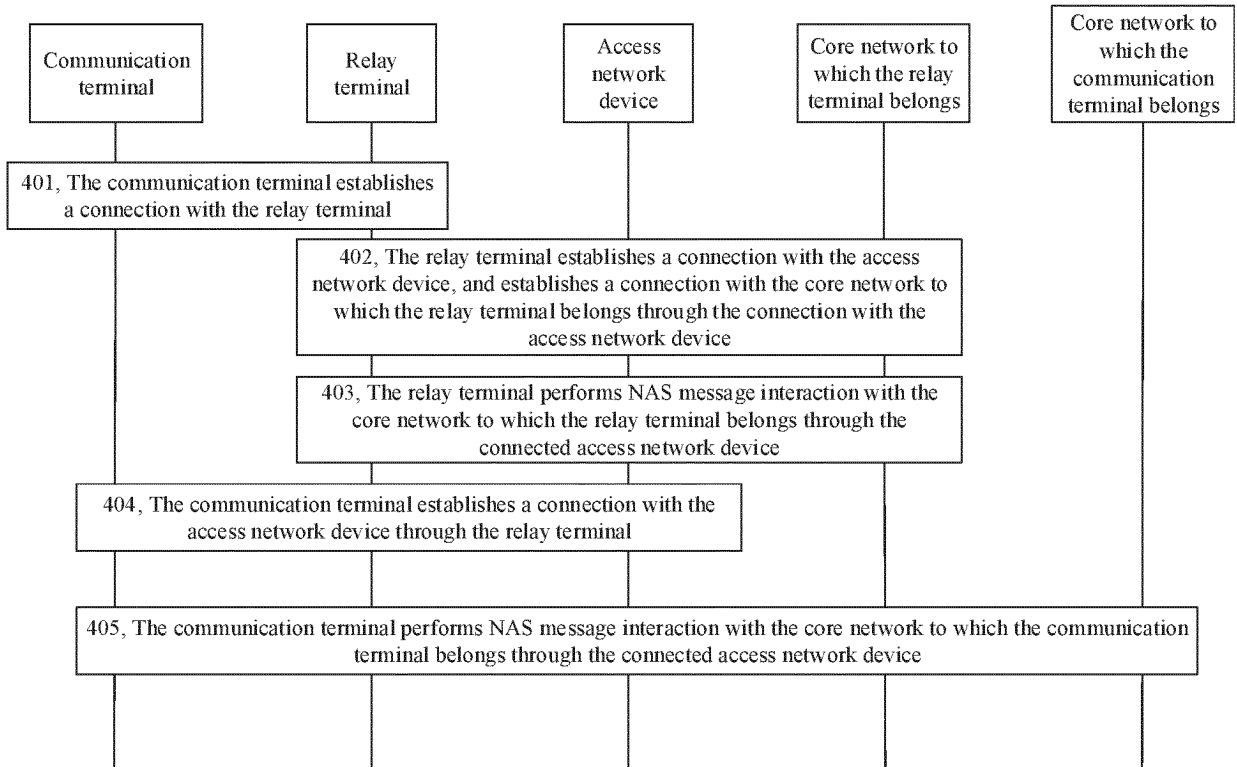 Communication
terminal
Relay
terminal
Access
network
device
Core network to
which the relay
terminal belongs
Core network to
which the
communication
terminal belongs
401, The communication terminal establishes
a connection with the relay terminal
402, The relay terminal establishes a connection with the access
network device, and establishes a connection with the core network to
which the relay terminal belongs through the connection with the
access network device
403, The relay terminal performs NAS message interaction with the
core network to which the relay terminal belongs through the
connected access network device
404, The communication terminal establishes a connection with the
access network device through the relay terminal
405, The communication terminal performs NAS message interaction with the core network to which the communication
terminal belongs through the connected access network device